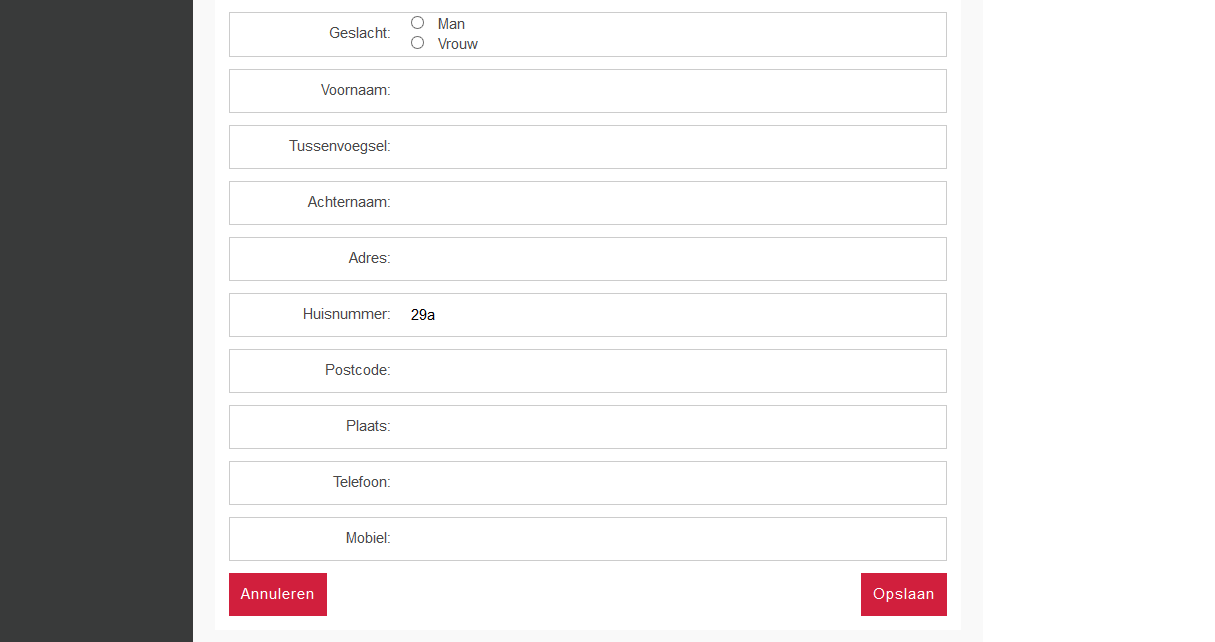 Geslacht:
Man
Vrouw
Voornaam:
Tussenvoegsel:
Achternaam:
Adres:
Huisnummer: 29a
Postcode:
Plaats:
Telefoon:
Mobiel:
Annuleren Opslaan